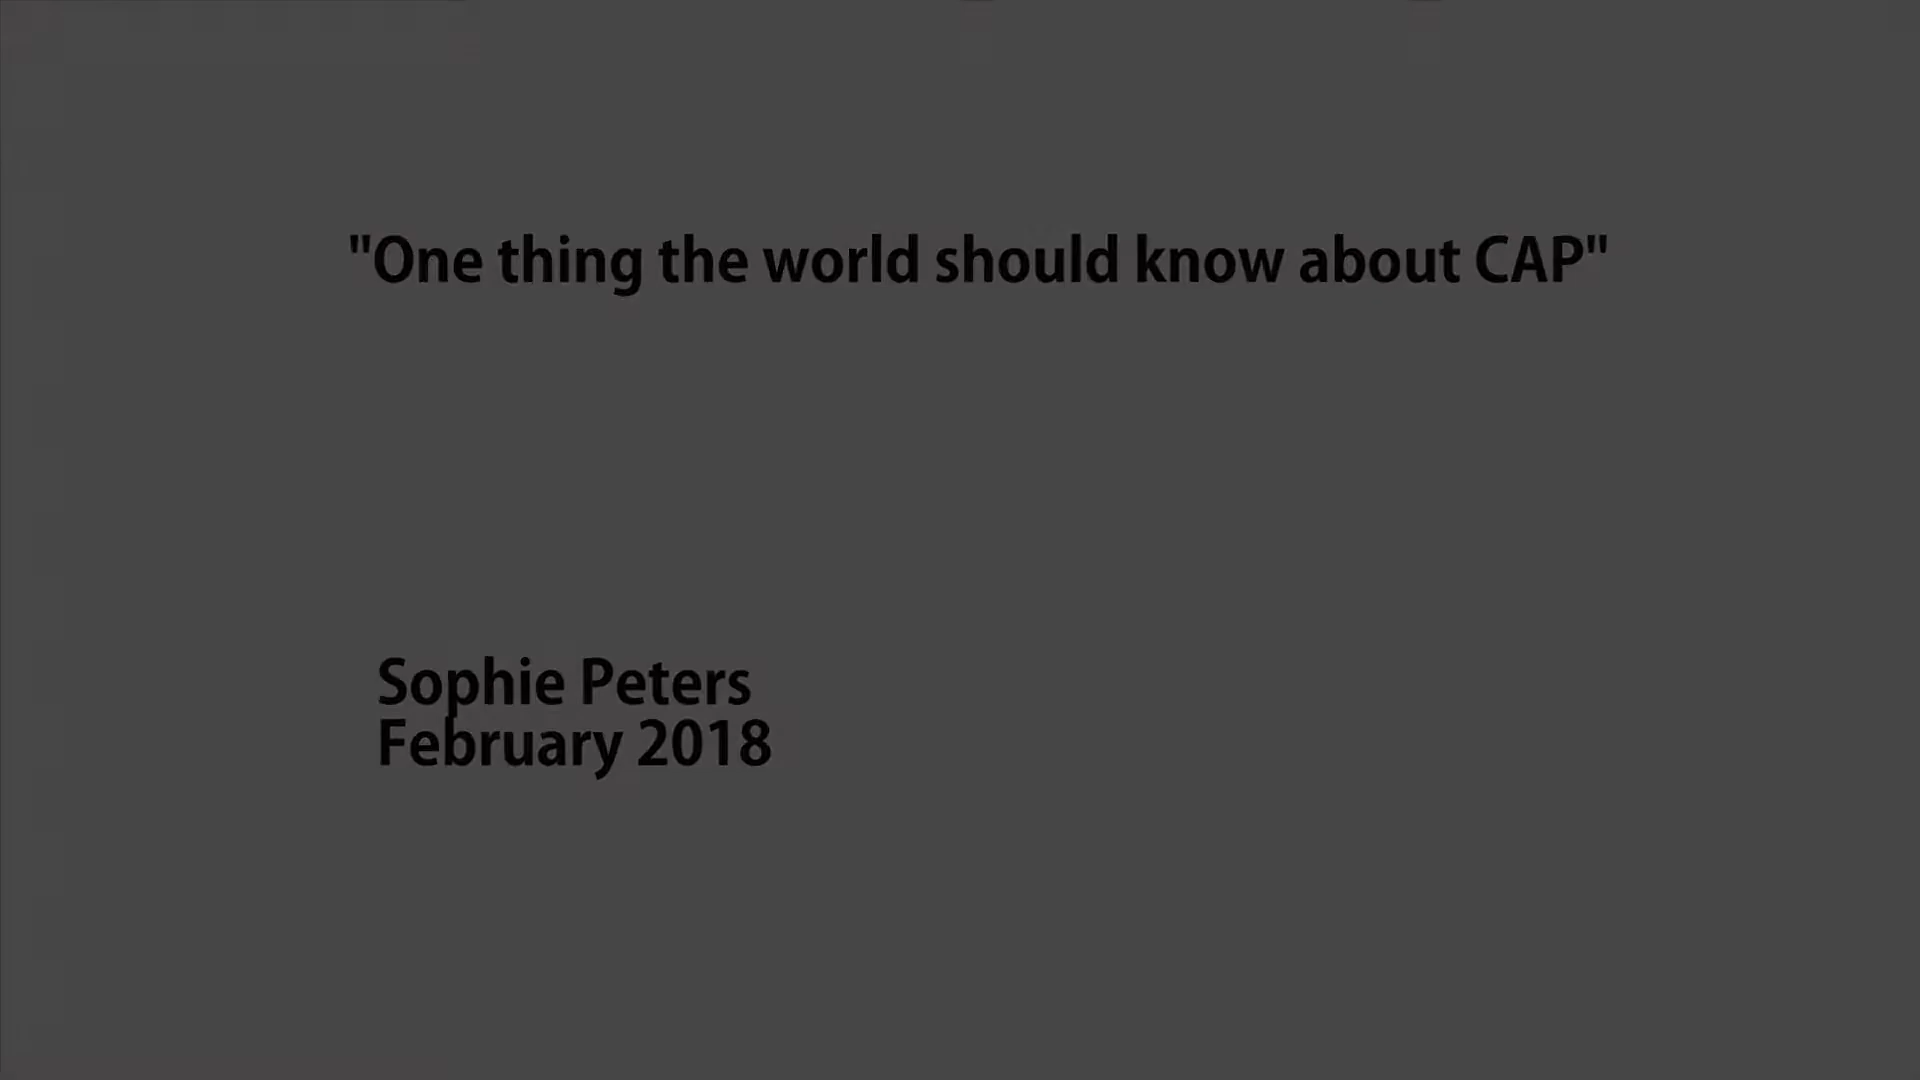 "One thing the world should know about CAP"
Sophie Peters
February 2018